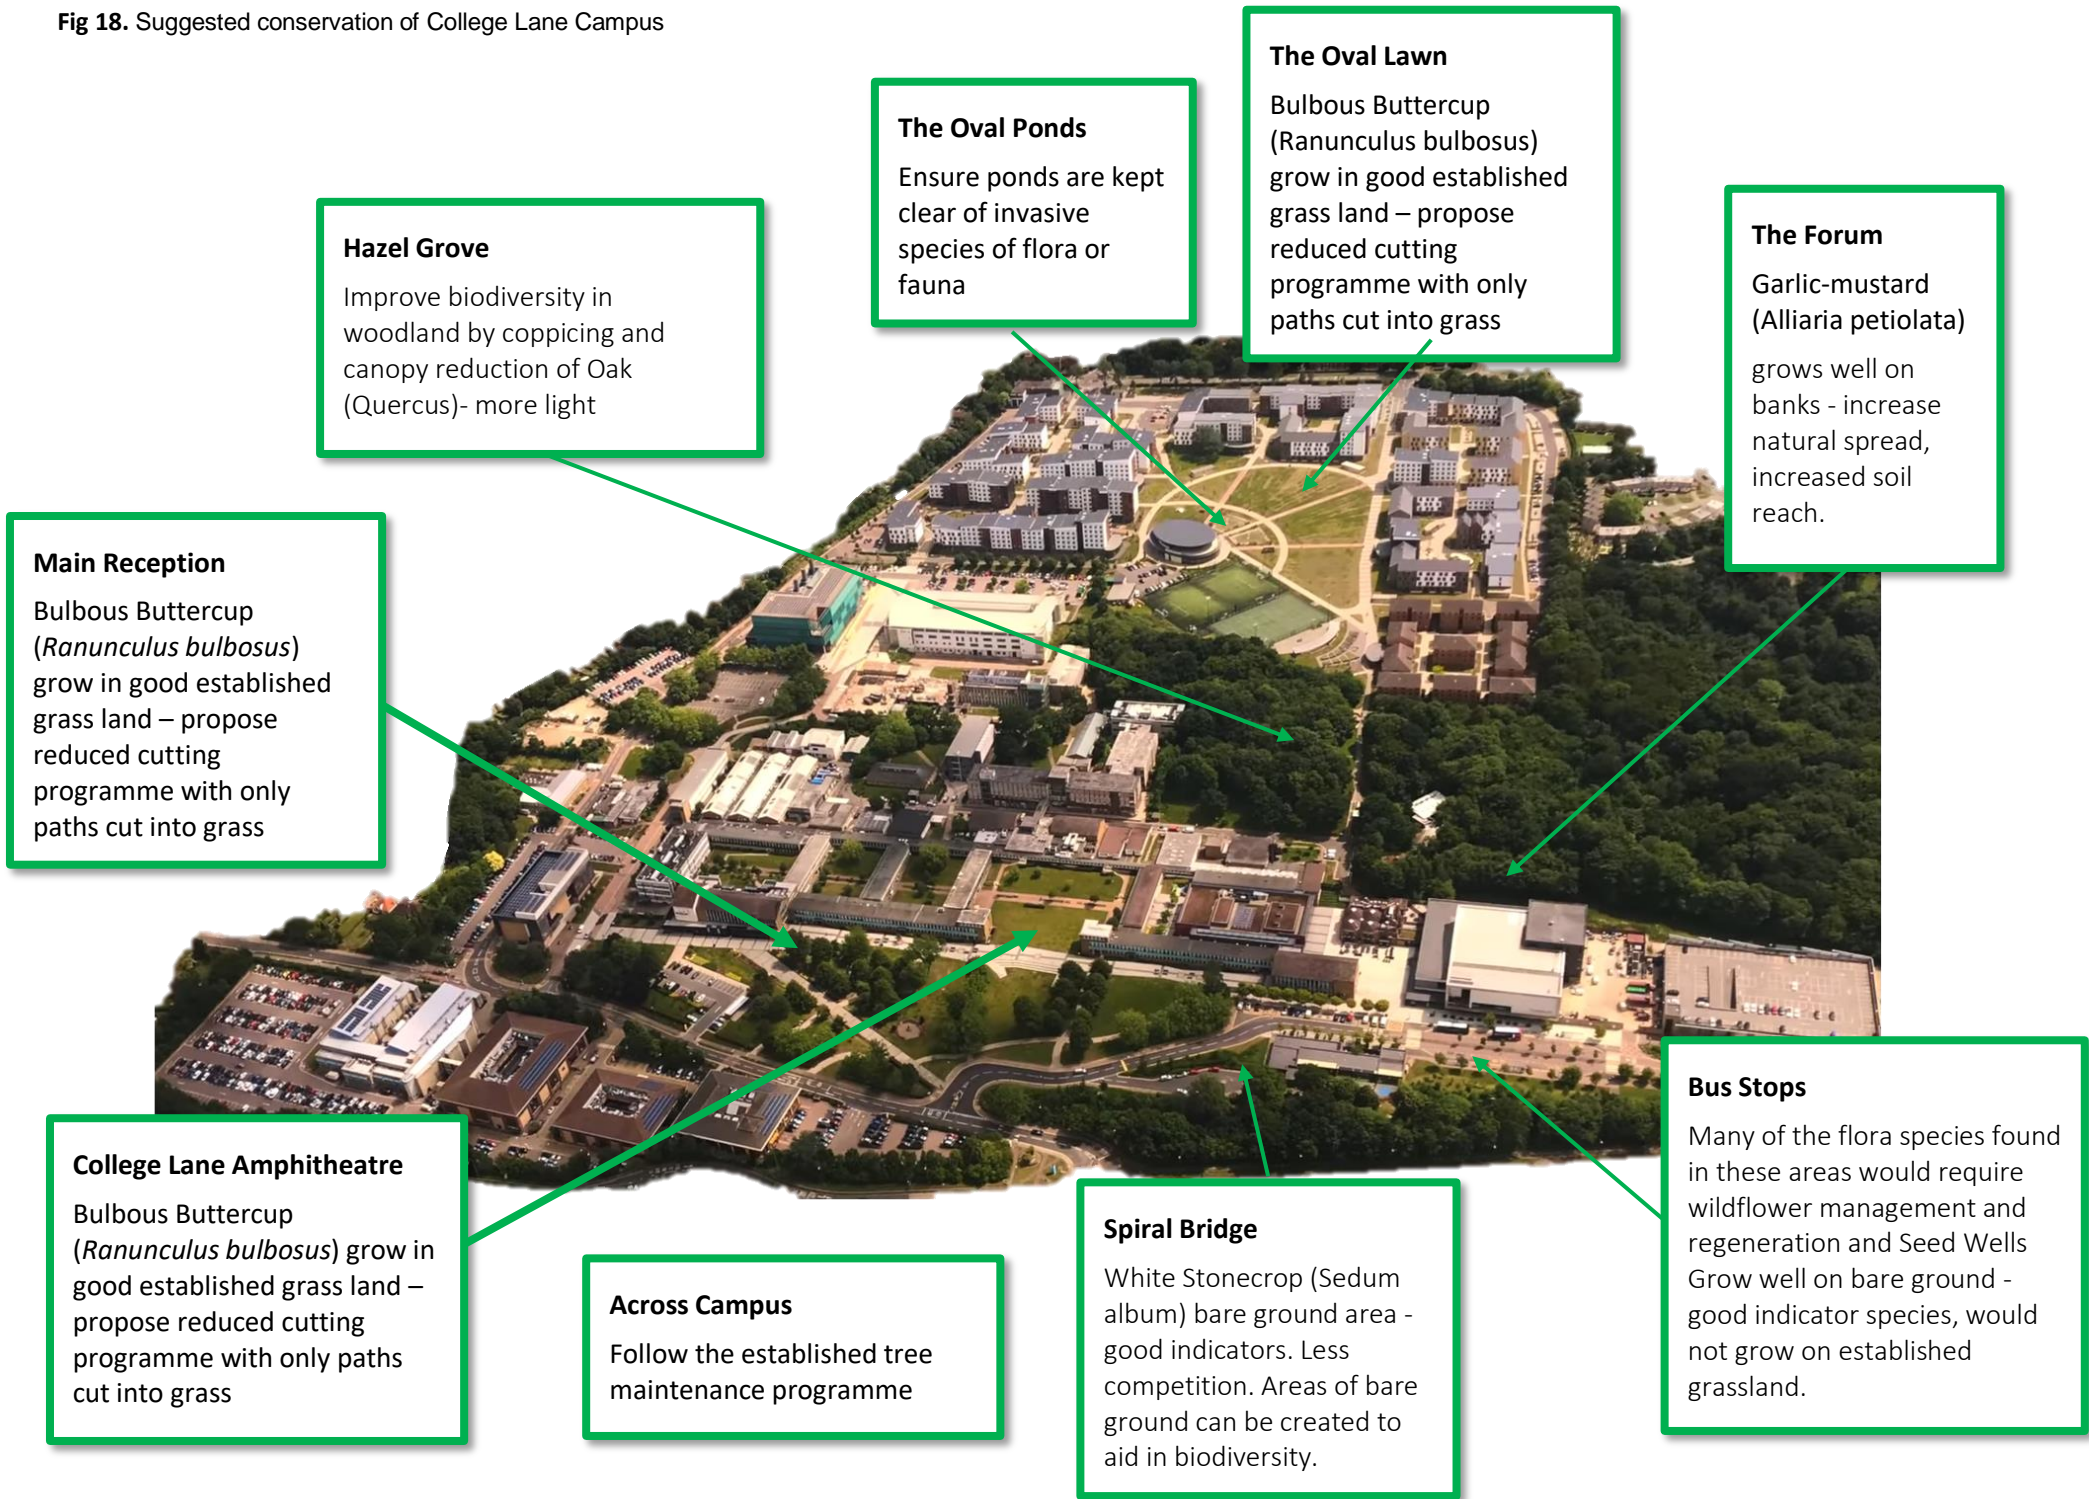 Fig 18. Suggested conservation of College Lane Campus
The Oval Lawn
Bulbous Buttercup
(Ranunculus bulbosus)
grow in good established
grass land – propose
reduced cutting
programme with only
paths cut into grass
The Oval Ponds
Ensure ponds are kept
clear of invasive
species of flora or
fauna
Hazel Grove
Improve biodiversity in
woodland by coppicing and
canopy reduction of Oak
(Quercus)- more light
The Forum
Garlic-mustard
(Alliaria petiolata)
grows well on
banks - increase
natural spread,
increased soil
reach.
Main Reception
Bulbous Buttercup
(Ranunculus bulbosus)
grow in good established
grass land – propose
reduced cutting
programme with only
paths cut into grass
College Lane Amphitheatre
Bulbous Buttercup
(Ranunculus bulbosus) grow in
good established grass land –
propose reduced cutting
programme with only paths
cut into grass
Across Campus
Follow the established tree
maintenance programme
Spiral Bridge
White Stonecrop (Sedum
album) bare ground area -
good indicators. Less
competition. Areas of bare
ground can be created to
aid in biodiversity.
Bus Stops
Many of the flora species found
in these areas would require
wildflower management and
regeneration and Seed Wells
Grow well on bare ground -
good indicator species, would
not grow on established
grassland.